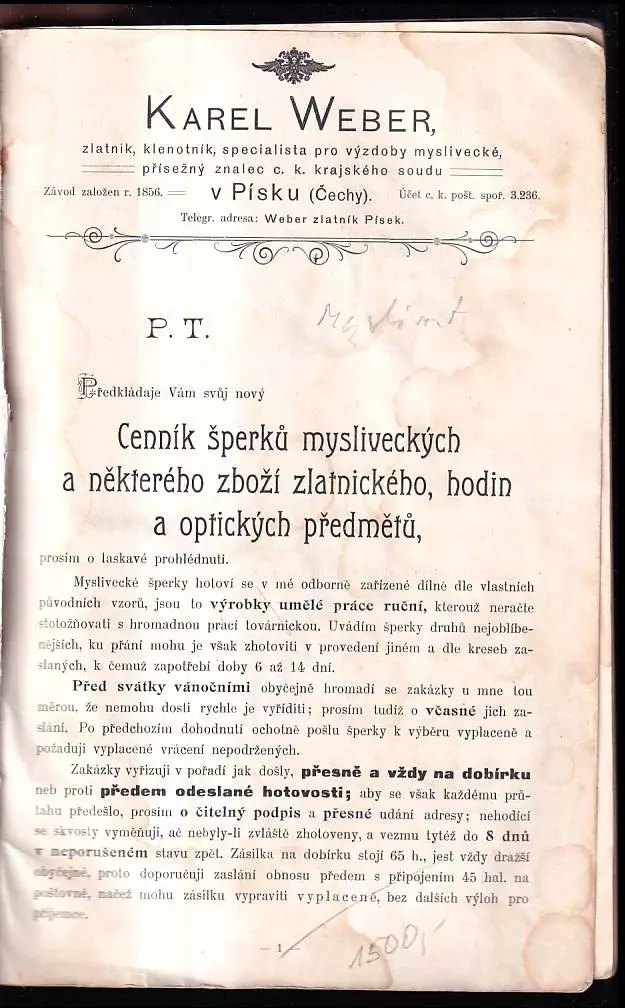 KAREL WEBER,
zlatník, klenotník, specialista pro výzdoby myslivecké,
přísežný znalec c. k. krajského soudu
Závod založen r. 1856. v Písku (Čechy). Účet c. k. pošt. spoř. 3.236.
Telegr. adresa: Weber zlatník Písek.
P. T.
Předkládaje Vám svůj nový
Cenník šperků mysliveckých
a některého zboží zlatnického, hodin
a optických předmětů,
prosím o laskavé prohlédnutí.
Myslivecké šperky hotoví se v mé odborně zařízené dílně dle vlastních
původních vzorů, jsou to výrobky umělé práce ruční, kterouž neračte
stotožňovati s hromadnou prací továrnickou. Uvádím šperky druhů nejoblíbe-
nějších, ku přání mohu je však zhotoviti v provedení jiném a dle kreseb za-
slaných, k čemuž zapotřebí doby 6 až 14 dní.
Před svátky vánočními obyčejně hromadí se zakázky u mne tou
měrou, že nemohu dosti rychle je vyříditi; prosím tudíž o včasné jich za-
slání. Po předchozím dohodnutí ochotně pošlu šperky k výběru vyplaceně a
požaduji vyplacené vrácení nepodržených.
Zakázky vyřizuji v pořadí jak došly, přesně a vždy na dobírku
neb proti předem odeslané hotovosti; aby se však každému prů-
tahu předešlo, prosím o čitelný podpis a přesné udání adresy; nehodící
se skvosty vyměňuji, ač nebyly-li zvláště zhotoveny, a vezmu tytéž do 8 dnů
v neporušeném stavu zpět. Zásilka na dobírku stojí 65 h., jest vždy dražší
obyčejné, proto doporučuji zaslání obnosu předem s připojením 45 hal. na
poštovné, načež mohu zásilku vypraviti vyplaceně, bez dalších výloh pro
příjemce.
— 1 —
1500,-